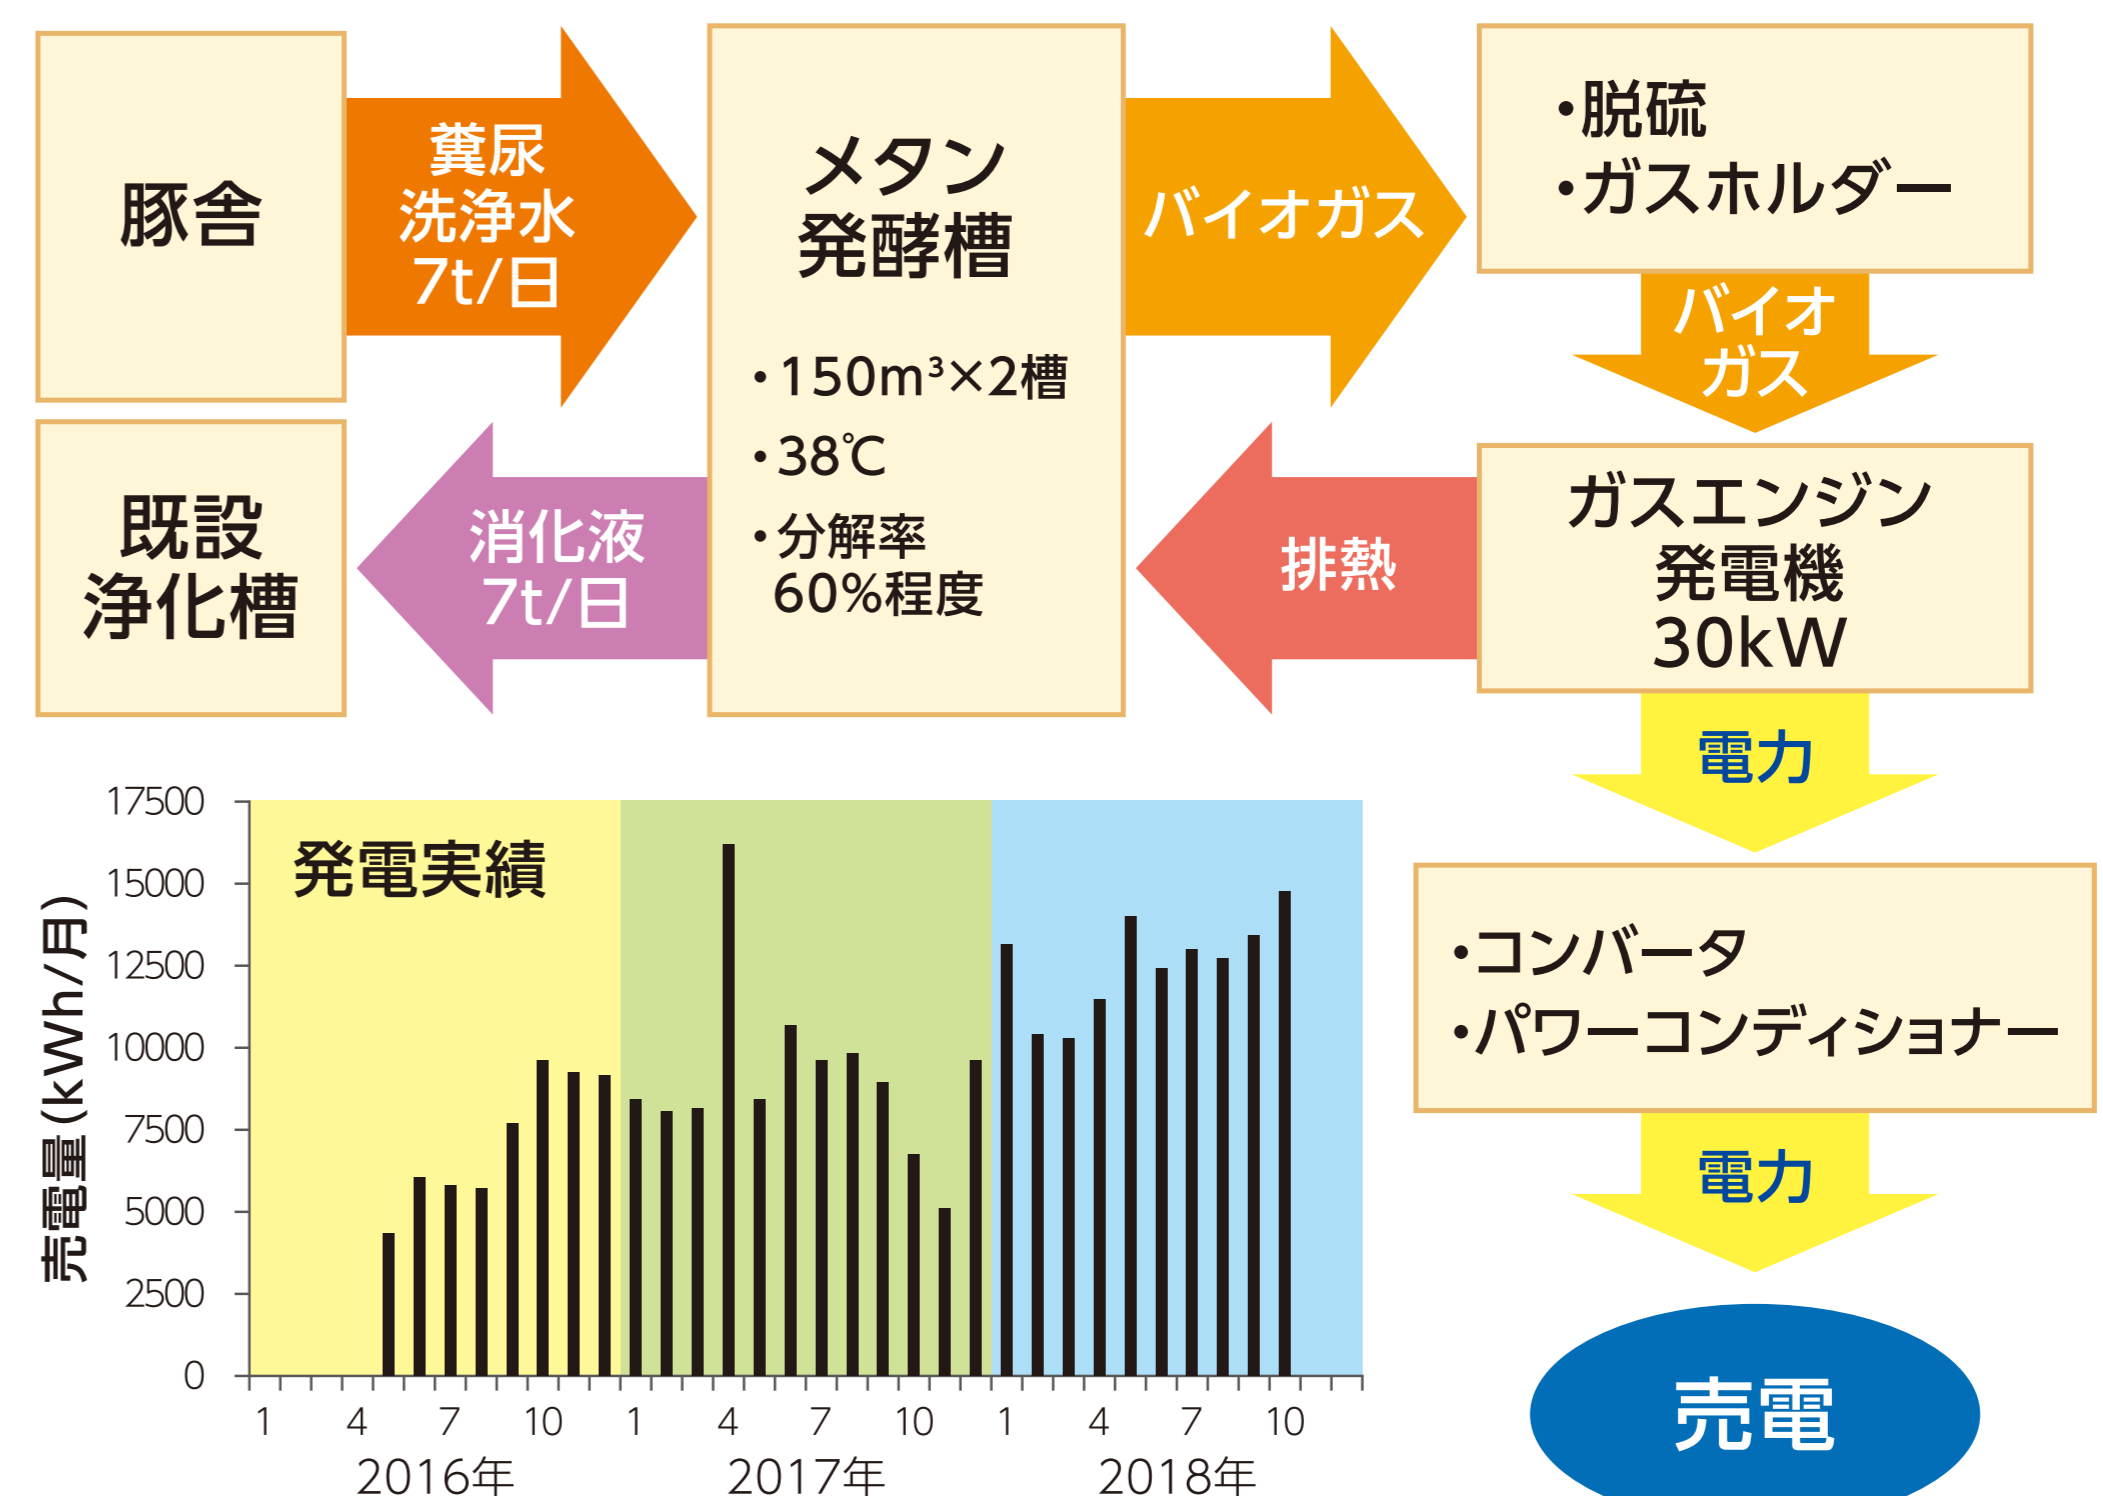 豚舎
糞尿
洗浄水
7t/日
メタン
発酵槽
・150m³×2槽
・38℃
・分解率
60%程度
バイオガス
・脱硫
・ガスホルダー
バイオ
ガス
既設
浄化槽
消化液
7t/日
排熱
ガスエンジン
発電機
30kW
電力
・コンバータ
・パワーコンディショナー
電力
売電
発電実績
売電量(kWh/月)
17500
15000
12500
10000
7500
5000
2500
0
1 4 7 10 1 4 7 10 1 4 7 10
2016年 2017年 2018年